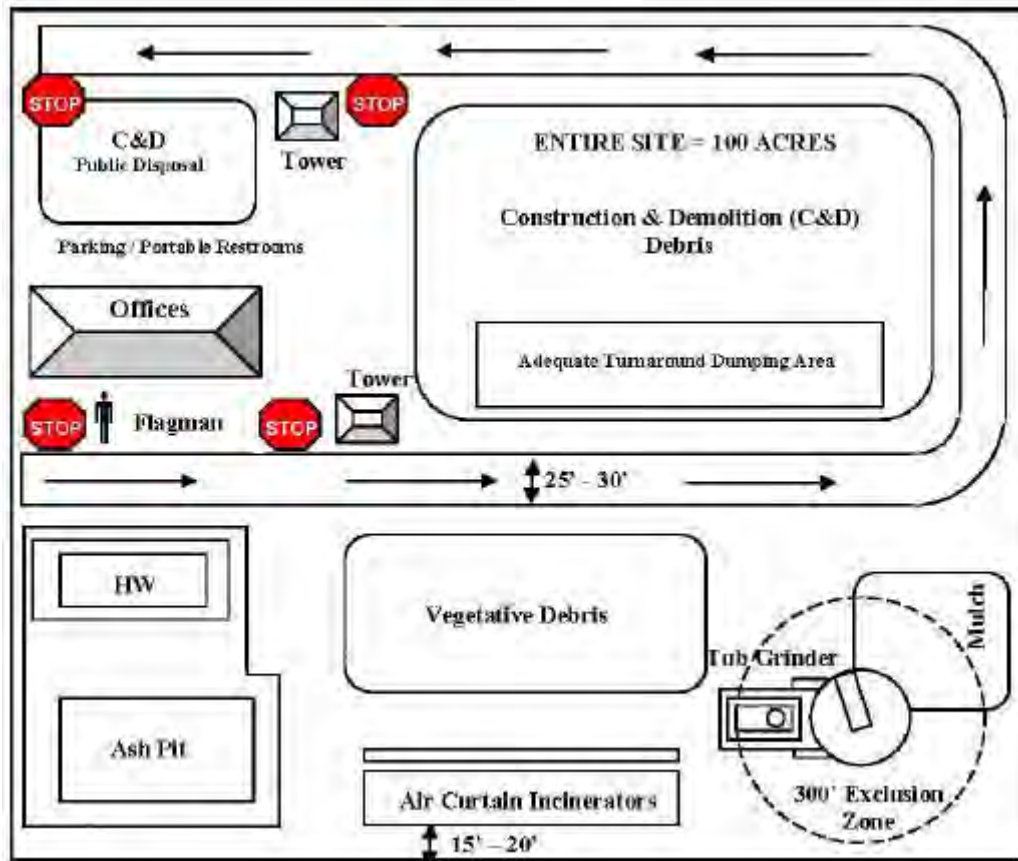 STOP
STOP
C&D
Public Disposal
Tower
ENTIRE SITE = 100 ACRES
Construction & Demolition (C&D)
Debris
Parking / Portable Restrooms
Offices
Adequate Turnaround Dumping Area
Tower
STOP
Flagman
STOP
25' - 30'
HW
Vegetative Debris
Mulch
Tub Grinder
Ash Pit
Air Curtain Incinerators
300' Exclusion
Zone
15' - 20'